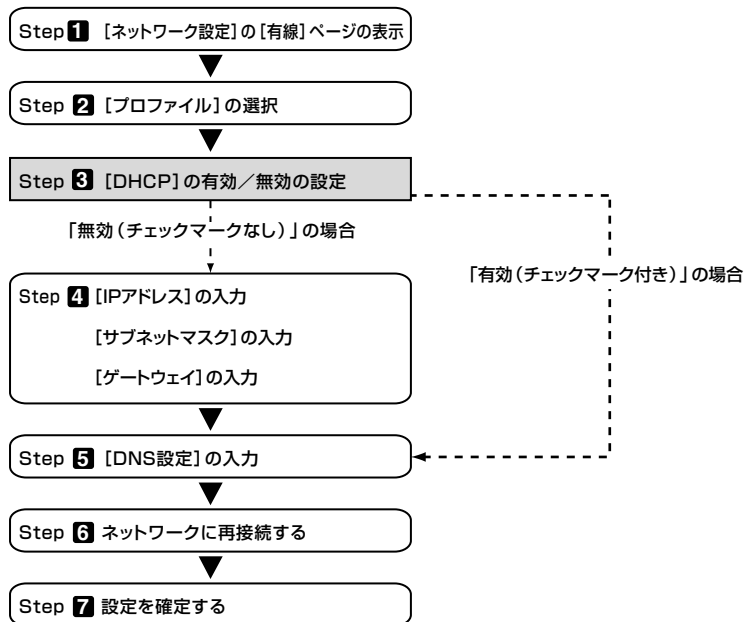 Step 1 [ネットワーク設定]の[有線]ページの表示
Step 2 [プロファイル]の選択
Step 3 [DHCP]の有効／無効の設定
「無効（チェックマークなし）」の場合
「有効（チェックマーク付き）」の場合
Step 4 [IPアドレス]の入力
[サブネットマスク]の入力
[ゲートウェイ]の入力
Step 5 [DNS設定]の入力
Step 6 ネットワークに再接続する
Step 7 設定を確定する